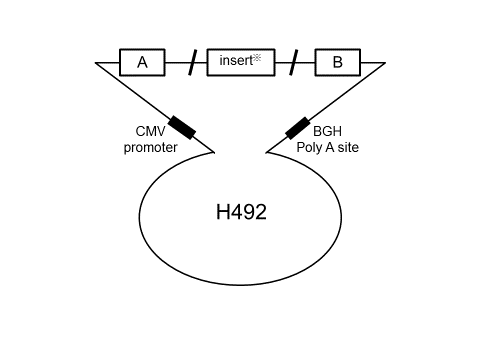 A
insert※
B
CMV
promoter
BGH
Poly A site
H492